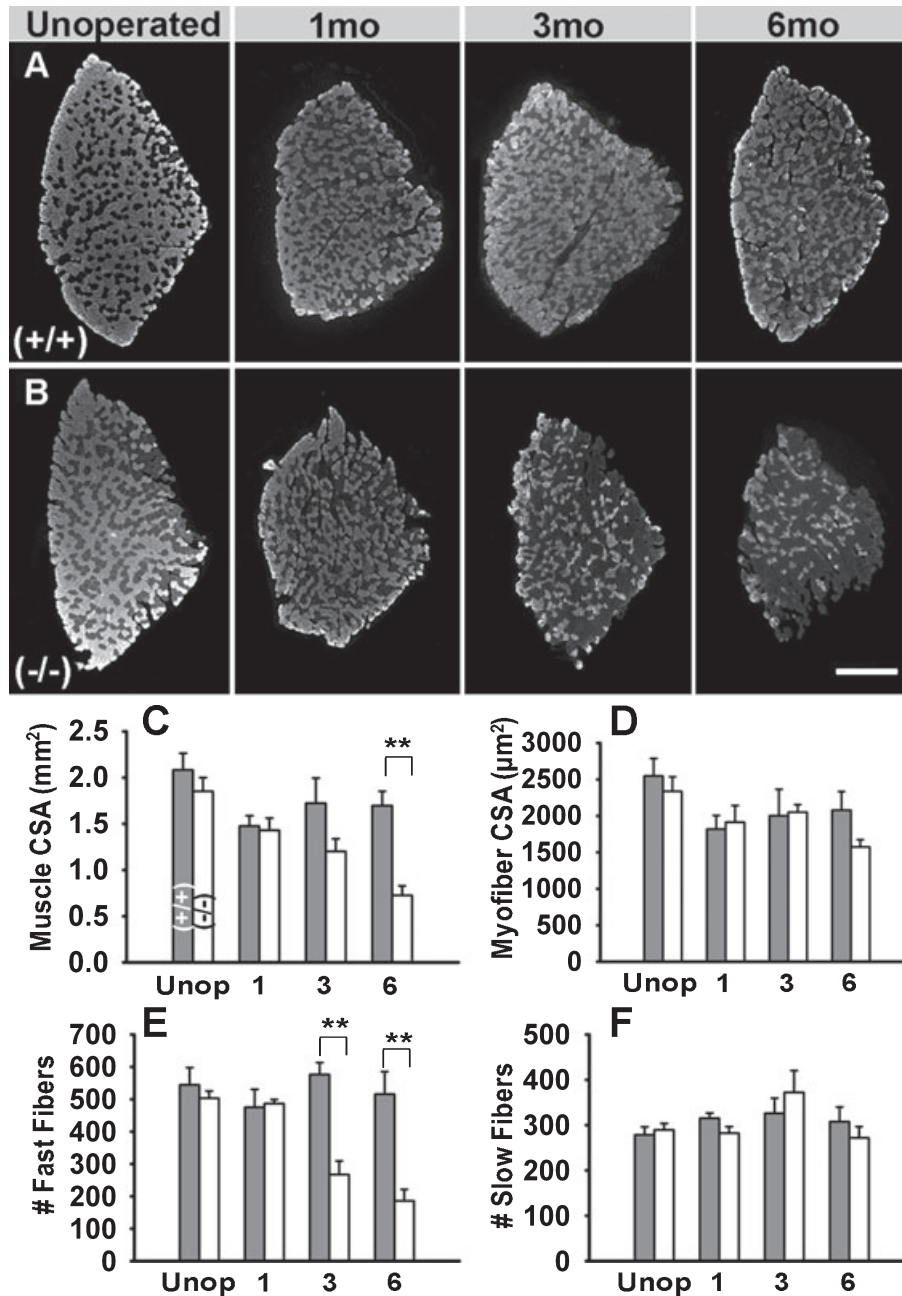 Unoperated 1mo 3mo 6mo
A
(+/+)
B
(-/-)
C
Muscle CSA (mm²)
2.5
2.0
1.5
1.0
0.5
0.0
(+/+)
(-/-)
**
Unop 1 3 6
D
Myofiber CSA (µm²)
3000
2500
2000
1500
1000
500
0
Unop 1 3 6
E
# Fast Fibers
700
600
500
400
300
200
100
0
**
**
Unop 1 3 6
F
# Slow Fibers
500
400
300
200
100
0
Unop 1 3 6